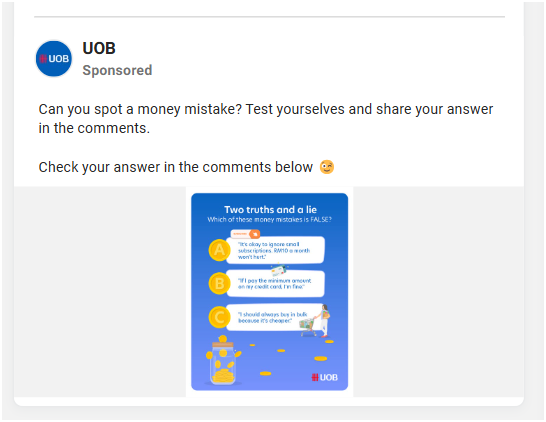 UOB
UOB
Sponsored
Can you spot a money mistake? Test yourselves and share your answer
in the comments.
Check your answer in the comments below
Two truths and a lie
Which of these money mistakes is FALSE?
A
"It's okay to ignore small
subscriptions. RM10 a month
won't hurt."
B
"If I pay the minimum amount
on my credit card, I'm fine."
C
"I should always buy in bulk
because it's cheaper."
UOB